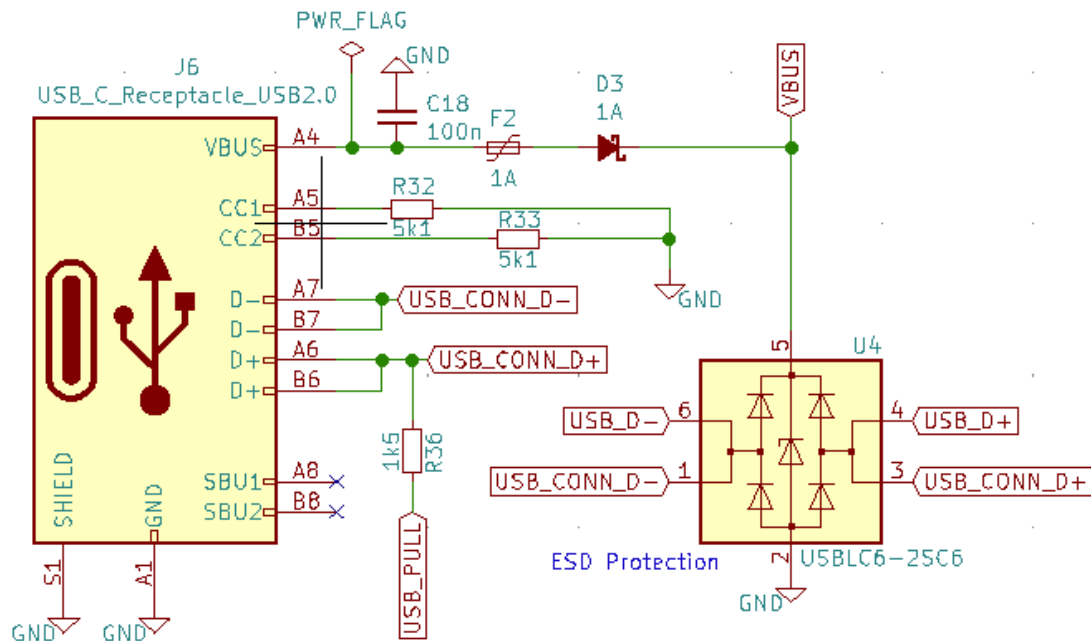 PWR_FLAG
GND
J6
USB_C_Receptacle_USB2.0
C18
100n
F2
1A
D3
1A
VBUS
VBUS
A4
CC1
A5
R32
5k1
CC2
B5
R33
5k1
GND
D-
A7
USB_CONN_D-
D-
B7
D+
A6
USB_CONN_D+
D+
B6
1k5
R36
USB_PULL
SBU1
A8
SBU2
B8
SHIELD
GND
S1
A1
GND
GND
5
U4
USB_D-
6
4
USB_D+
USB_CONN_D-
1
3
USB_CONN_D+
2
USBLC6-2SC6
ESD Protection
GND